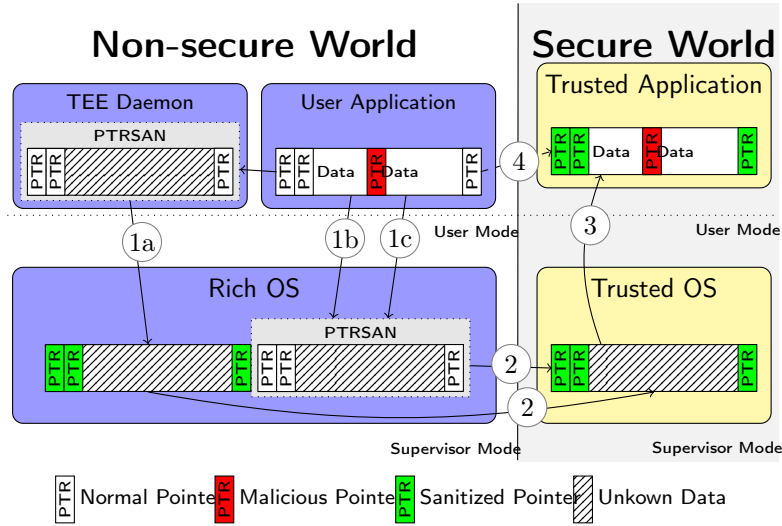 Non-secure World
Secure World
TEE Daemon
User Application
Trusted Application
PTRSAN
PTR PTR PTR
PTR PTR Data PTR Data PTR
4
PTR PTR Data PTR Data PTR
1a
1b
1c
3
User Mode
User Mode
Rich OS
Trusted OS
PTRSAN
PTR PTR PTR
PTR PTR PTR
2
PTR PTR PTR
2
Supervisor Mode
Supervisor Mode
PTR Normal Pointe
PTR Malicious Pointe
PTR Sanitized Pointer
Unkown Data